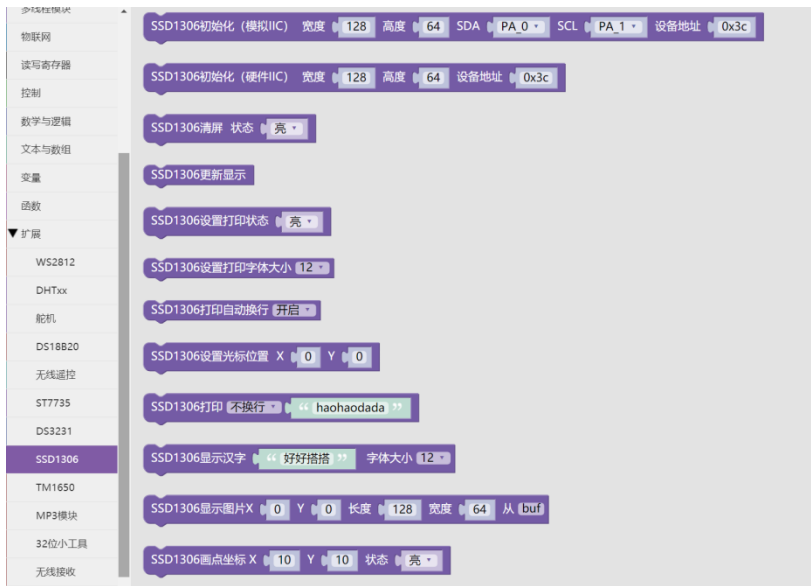 多线程模块
物联网
读写寄存器
控制
数学与逻辑
文本与数组
变量
函数
扩展
WS2812
DHTxx
舵机
DS18B20
无线遥控
ST7735
DS3231
SSD1306
TM1650
MP3模块
32位小工具
无线接收
SSD1306初始化（模拟IIC） 宽度 128 高度 64 SDA PA_0 SCL PA_1 设备地址 0x3c
SSD1306初始化（硬件IIC） 宽度 128 高度 64 设备地址 0x3c
SSD1306清屏 状态 亮
SSD1306更新显示
SSD1306设置打印状态 亮
SSD1306设置打印字体大小 12
SSD1306打印自动换行 开启
SSD1306设置光标位置 X 0 Y 0
SSD1306打印 不换行 “ haohaodada ”
SSD1306显示汉字 “ 好好搭搭 ” 字体大小 12
SSD1306显示图片X 0 Y 0 长度 128 宽度 64 从 buf
SSD1306画点坐标 X 10 Y 10 状态 亮